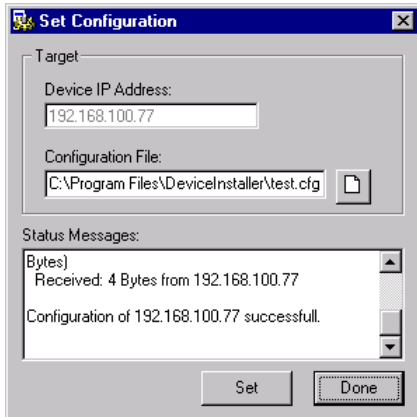 Set Configuration
Target
Device IP Address:
192.168.100.77
Configuration File:
C:\Program Files\DeviceInstaller\test.cfg
Status Messages:
Bytes)
Received: 4 Bytes from 192.168.100.77
Configuration of 192.168.100.77 successfull.
Set
Done